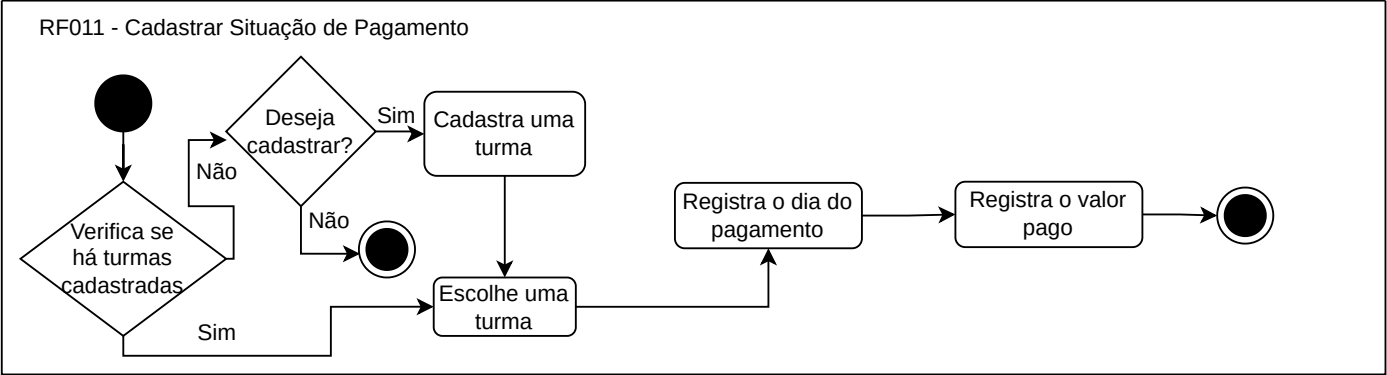 RF011 - Cadastrar Situação de Pagamento
Deseja
cadastrar?
Sim
Cadastra uma
turma
Não
Não
Verifica se
há turmas
cadastradas
Sim
Escolhe uma
turma
Registra o dia do
pagamento
Registra o valor
pago